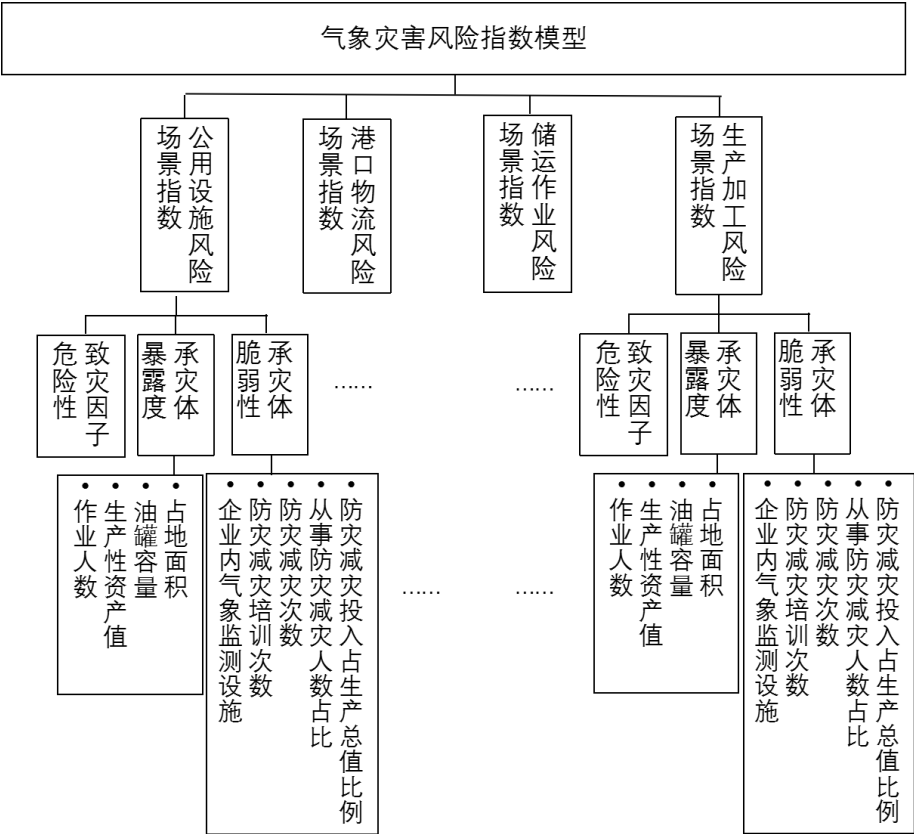 气象灾害风险指数模型
公用设施风险
场景指数
港口物流风险
场景指数
储运作业风险
场景指数
生产加工风险
场景指数
致灾因子
危险性
承灾体
暴露度
承灾体
脆弱性
……
……
致灾因子
危险性
承灾体
暴露度
承灾体
脆弱性
• 占地面积
• 油罐容量
• 生产性资产值
• 作业人数
• 防灾减灾投入占生产总值比例
• 从事防灾减灾人数占比
• 防灾减灾次数
• 防灾减灾培训次数
• 企业内气象监测设施
……
……
• 占地面积
• 油罐容量
• 生产性资产值
• 作业人数
• 防灾减灾投入占生产总值比例
• 从事防灾减灾人数占比
• 防灾减灾次数
• 防灾减灾培训次数
• 企业内气象监测设施